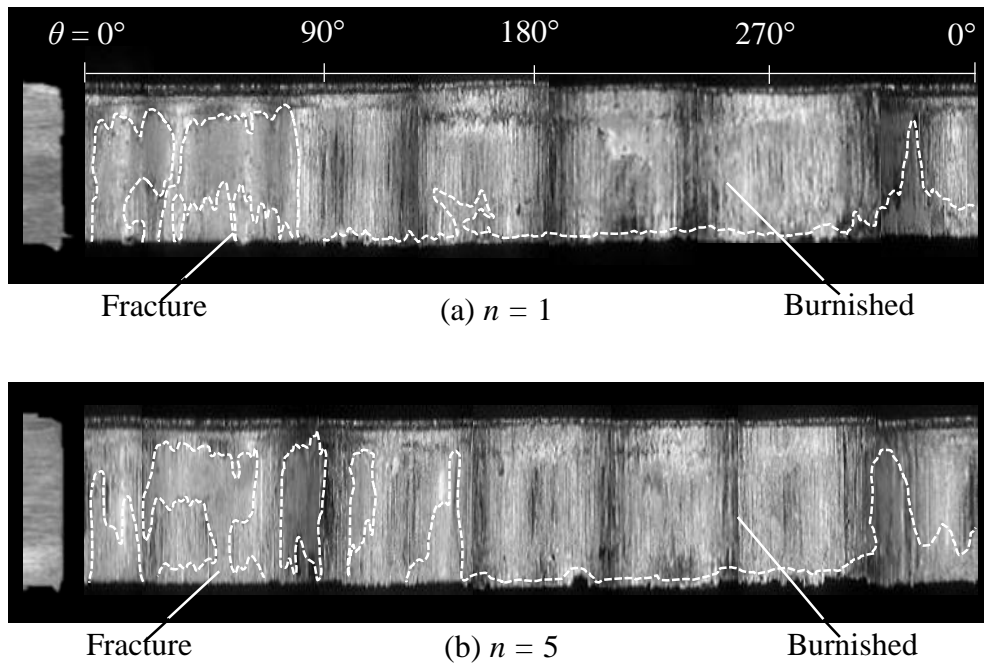 θ = 0° 90° 180° 270° 0°
Fracture
(a) n = 1
Burnished
Fracture
(b) n = 5
Burnished